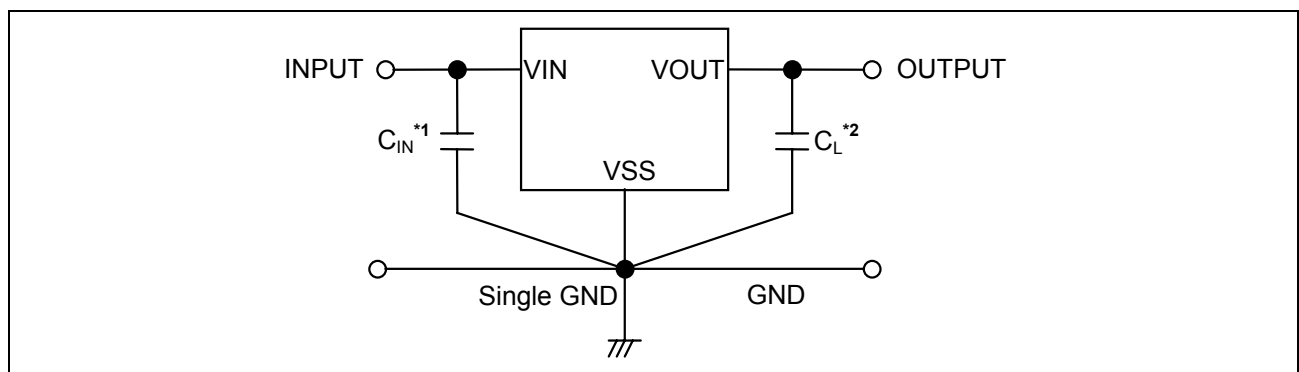 INPUT VIN VOUT OUTPUT
CIN*1 CL*2
VSS
Single GND GND